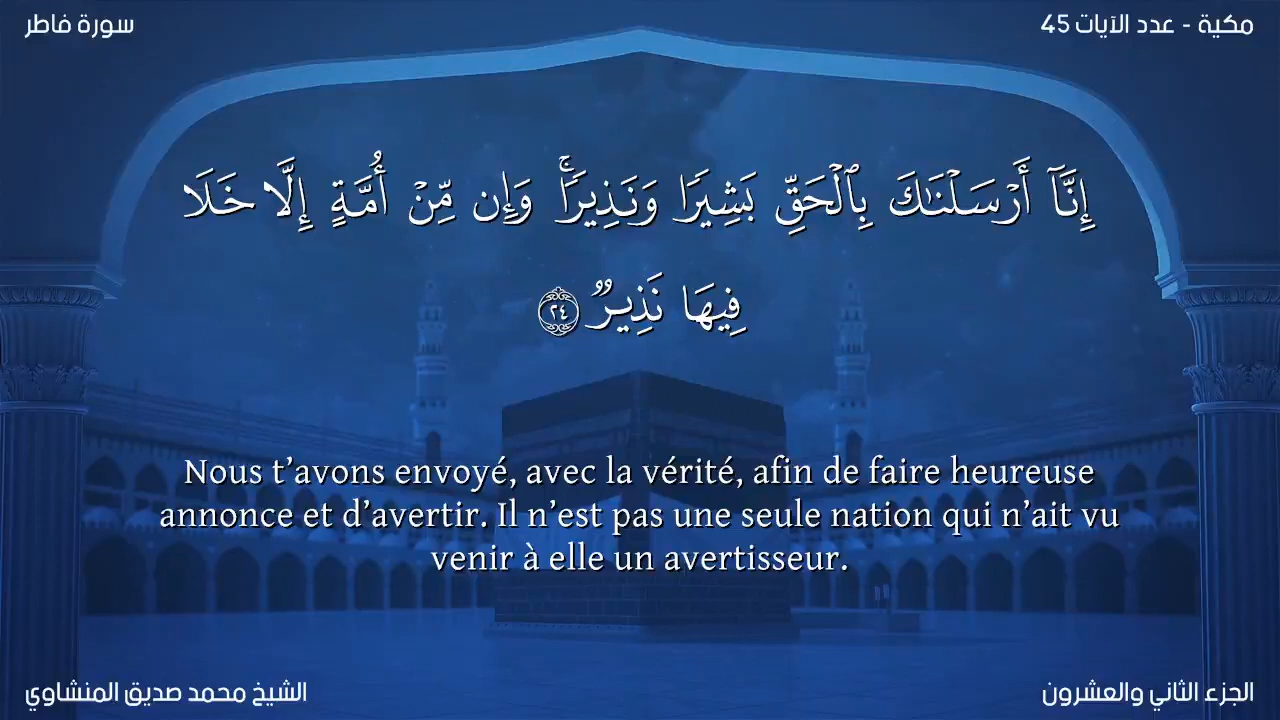 مكية - عدد الآيات 45
سورة فاطر
إِنَّآ أَرۡسَلۡنَٰكَ بِٱلۡحَقِّ بَشِيرٗا وَنَذِيرٗاۚ وَإِن مِّنۡ أُمَّةٍ إِلَّا خَلَا
فِيهَا نَذِيرٞ ٢٤
Nous t’avons envoyé, avec la vérité, afin de faire heureuse
annonce et d’avertir. Il n’est pas une seule nation qui n’ait vu
venir à elle un avertisseur.
الجزء الثاني والعشرون
الشيخ محمد صديق المنشاوي